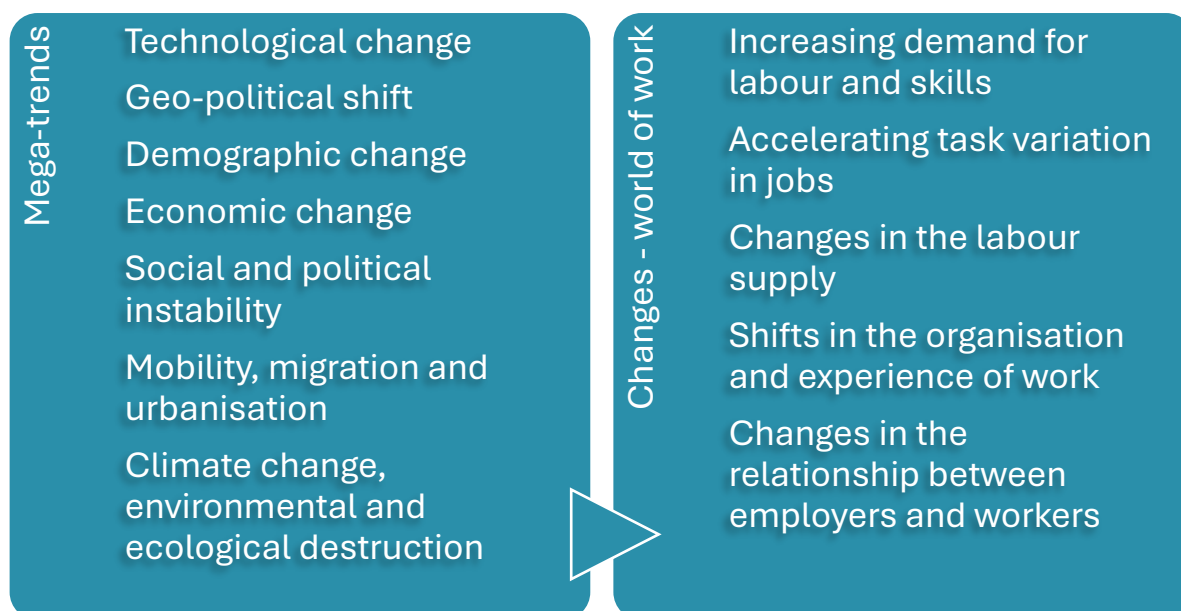 Mega-trends
Technological change
Geo-political shift
Demographic change
Economic change
Social and political
instability
Mobility, migration and
urbanisation
Climate change,
environmental and
ecological destruction
Changes - world of work
Increasing demand for
labour and skills
Accelerating task variation
in jobs
Changes in the labour
supply
Shifts in the organisation
and experience of work
Changes in the
relationship between
employers and workers